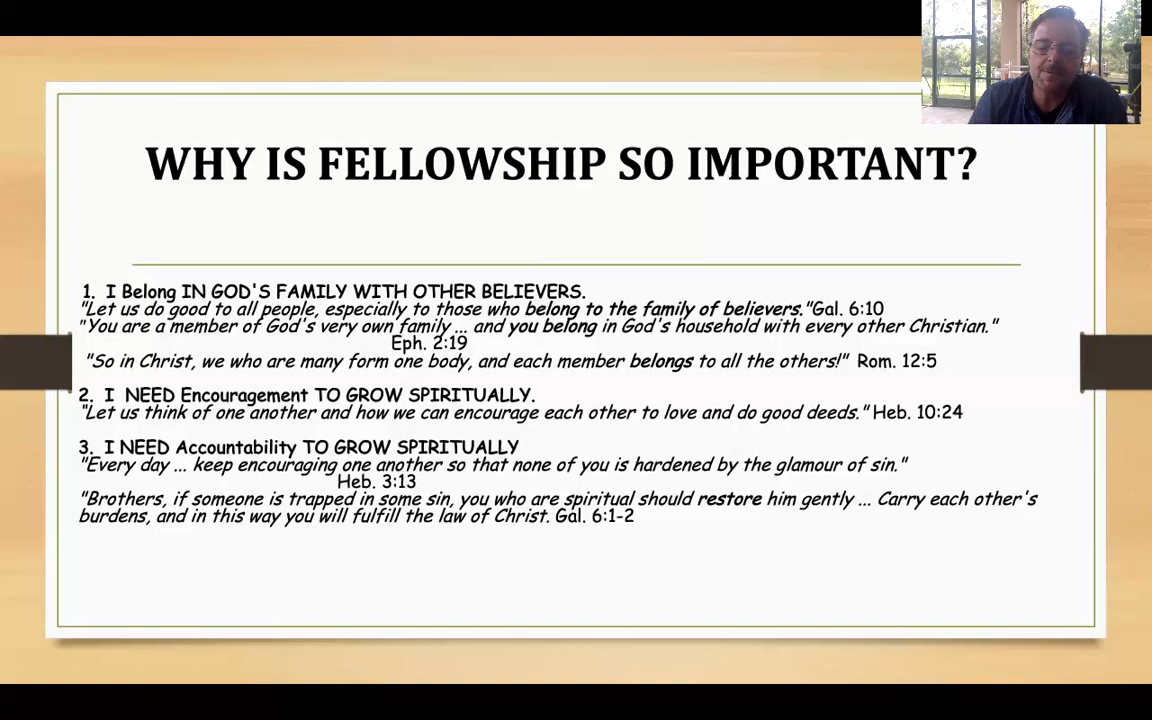 WHY IS FELLOWSHIP SO IMPORTANT?
1. I Belong IN GOD'S FAMILY WITH OTHER BELIEVERS.
"Let us do good to all people, especially to those who belong to the family of believers."Gal. 6:10
"You are a member of God's very own family ... and you belong in God's household with every other Christian."
Eph. 2:19
"So in Christ, we who are many form one body, and each member belongs to all the others!" Rom. 12:5
2. I NEED Encouragement TO GROW SPIRITUALLY.
"Let us think of one another and how we can encourage each other to love and do good deeds." Heb. 10:24
3. I NEED Accountability TO GROW SPIRITUALLY
"Every day ... keep encouraging one another so that none of you is hardened by the glamour of sin."
Heb. 3:13
"Brothers, if someone is trapped in some sin, you who are spiritual should restore him gently ... Carry each other's
burdens, and in this way you will fulfill the law of Christ. Gal. 6:1-2